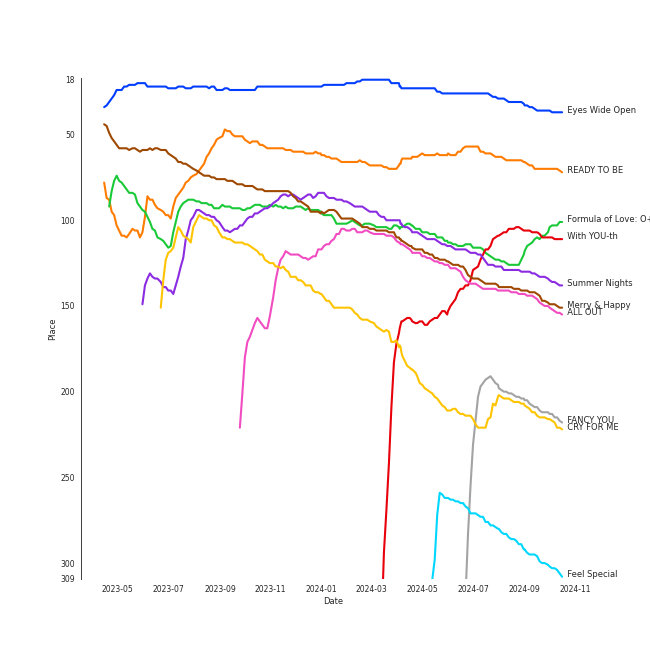 18
50
100
150
200
250
300
309
Place
2023-05
2023-07
2023-09
2023-11
2024-01
2024-03
2024-05
2024-07
2024-09
2024-11
Date
Eyes Wide Open
READY TO BE
Formula of Love: O+
With YOU-th
Summer Nights
Merry & Happy
ALL OUT
FANCY YOU
CRY FOR ME
Feel Special